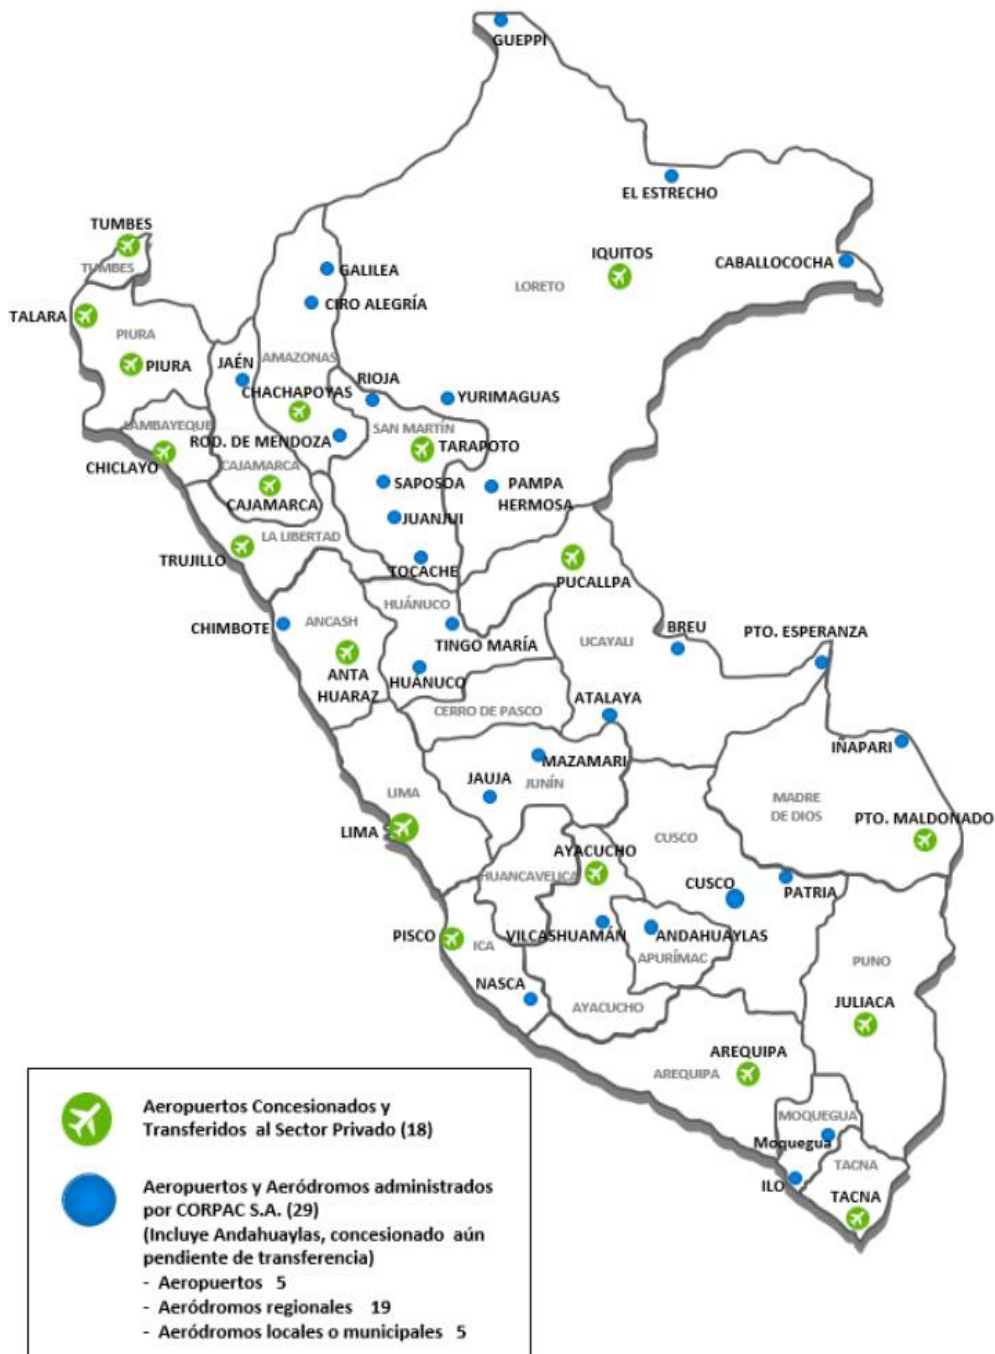 GUEPPI
EL ESTRECHO
TUMBES
TUMBES
IQUITOS
CABALLOCOCHA
GALILEA
LORETO
CIRO ALEGRÍA
TALARA
PIURA
PIURA
JAÉN
AMAZONAS
RIOJA
CHACHAPOYAS
YURIMAGUAS
LAMBAYEQUE
SAN MARTÍN
ROD. DE MENDOZA
TARAPOTO
CHICLAYO
CAJAMARCA
CAJAMARCA
SAPOSOA
PAMPA
HERMOSA
JUANJUI
LA LIBERTAD
TRUJILLO
TOCACHE
PUCALLPA
HUÁNUCO
CHIMBOTE
ANCASH
BREU
PTO. ESPERANZA
UCAYALI
TINGO MARÍA
ANTA
HUARAZ
HUÁNUCO
ATALAYA
CERRO DE PASCO
IÑAPARI
MAZAMARI
JAUJA
JUNÍN
LIMA
MADRE
DE DIOS
PTO. MALDONADO
LIMA
CUSCO
AYACUCHO
HUANCAVELICA
CUSCO
PATRIA
PISCO
ICA
VILCASHUAMÁN
ANDAHUAYLAS
APURÍMAC
PUNO
NASCA
AYACUCHO
JULIACA
AREQUIPA
AREQUIPA
MOQUEGUA
Moquegua
TACNA
ILO
TACNA
Aeropuertos Concesionados y
Transferidos al Sector Privado (18)
Aeropuertos y Aeródromos administrados
por CORPAC S.A. (29)
(Incluye Andahuaylas, concesionado aún
pendiente de transferencia)
- Aeropuertos 5
- Aeródromos regionales 19
- Aeródromos locales o municipales 5